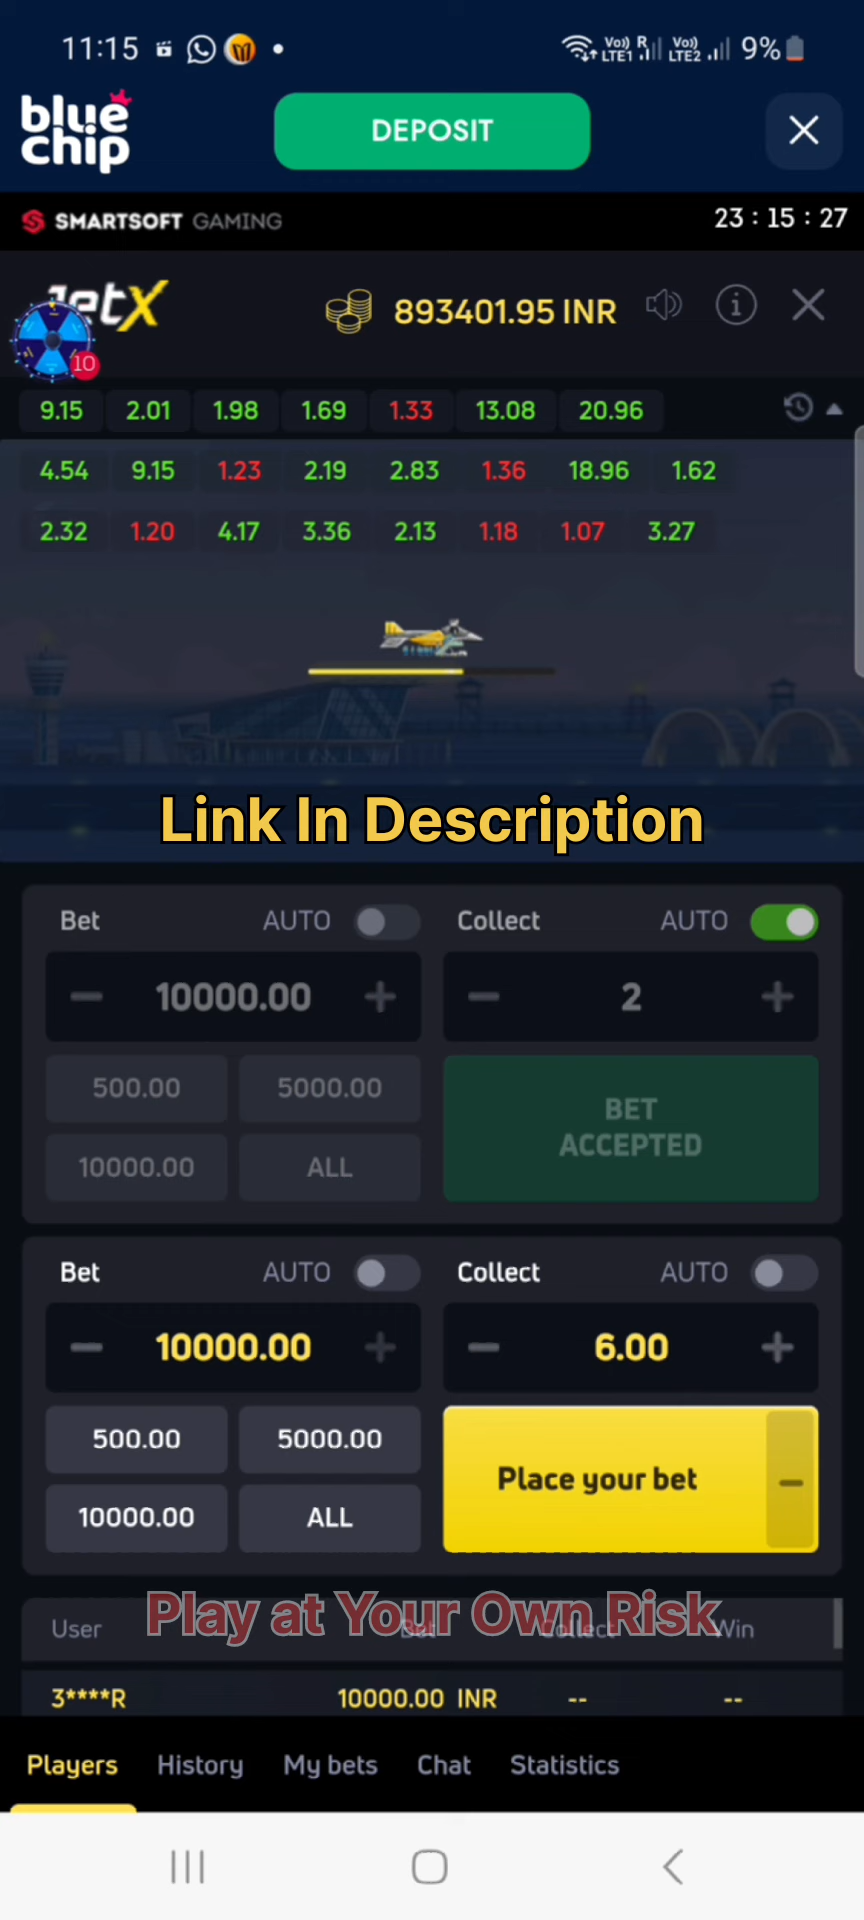 11:15 9%
Vo)) R Vo))
LTE1 LTE2
blue
chip
DEPOSIT
SMARTSOFT GAMING 23 : 15 : 27
JetX 893401.95 INR
10
9.15 2.01 1.98 1.69 1.33 13.08 20.96
4.54 9.15 1.23 2.19 2.83 1.36 18.96 1.62
2.32 1.20 4.17 3.36 2.13 1.18 1.07 3.27
Link In Description
Bet AUTO Collect AUTO
10000.00 2
500.00 5000.00
BET
ACCEPTED
10000.00 ALL
Bet AUTO Collect AUTO
10000.00 6.00
500.00 5000.00
Place your bet
10000.00 ALL
Play at Your Own Risk
User Bet Collect Win
3****R 10000.00 INR -- --
Players History My bets Chat Statistics